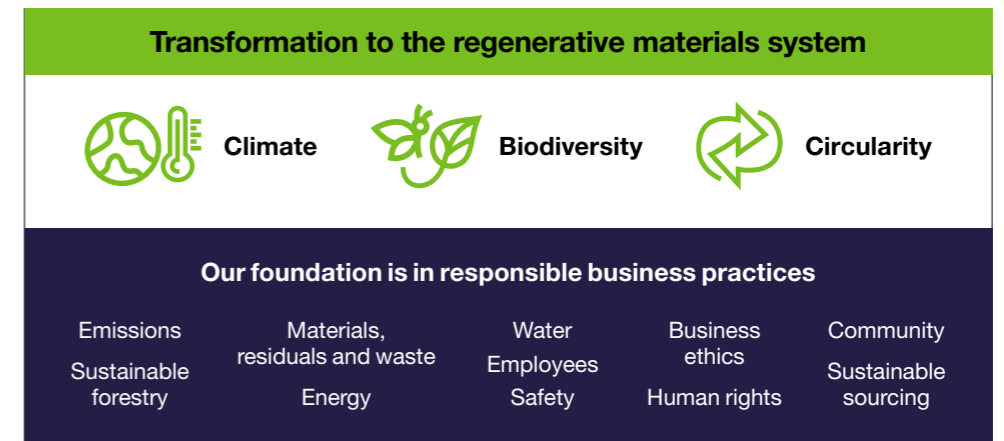 Transformation to the regenerative materials system
Climate
Biodiversity
Circularity
Our foundation is in responsible business practices
Emissions
Sustainable
forestry
Materials,
residuals and waste
Energy
Water
Employees
Safety
Business
ethics
Human rights
Community
Sustainable
sourcing